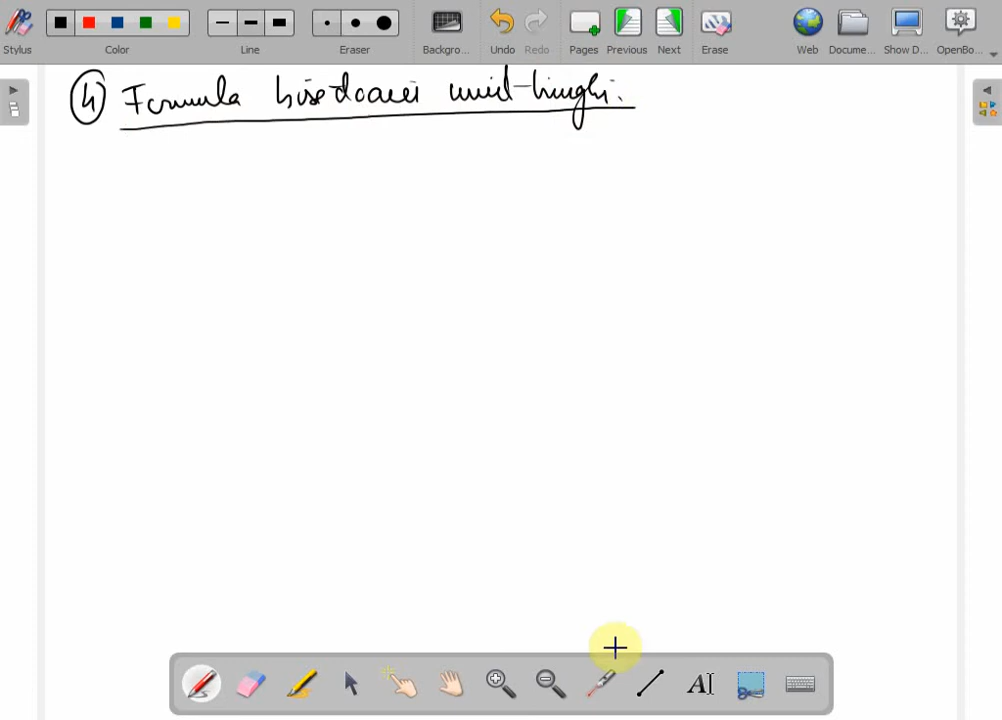 Stylus Color Line Eraser Backgro... Undo Redo Pages Previous Next Erase Web Docume... Show D... OpenBo...
④ Formula bisectoarei unui unghi.